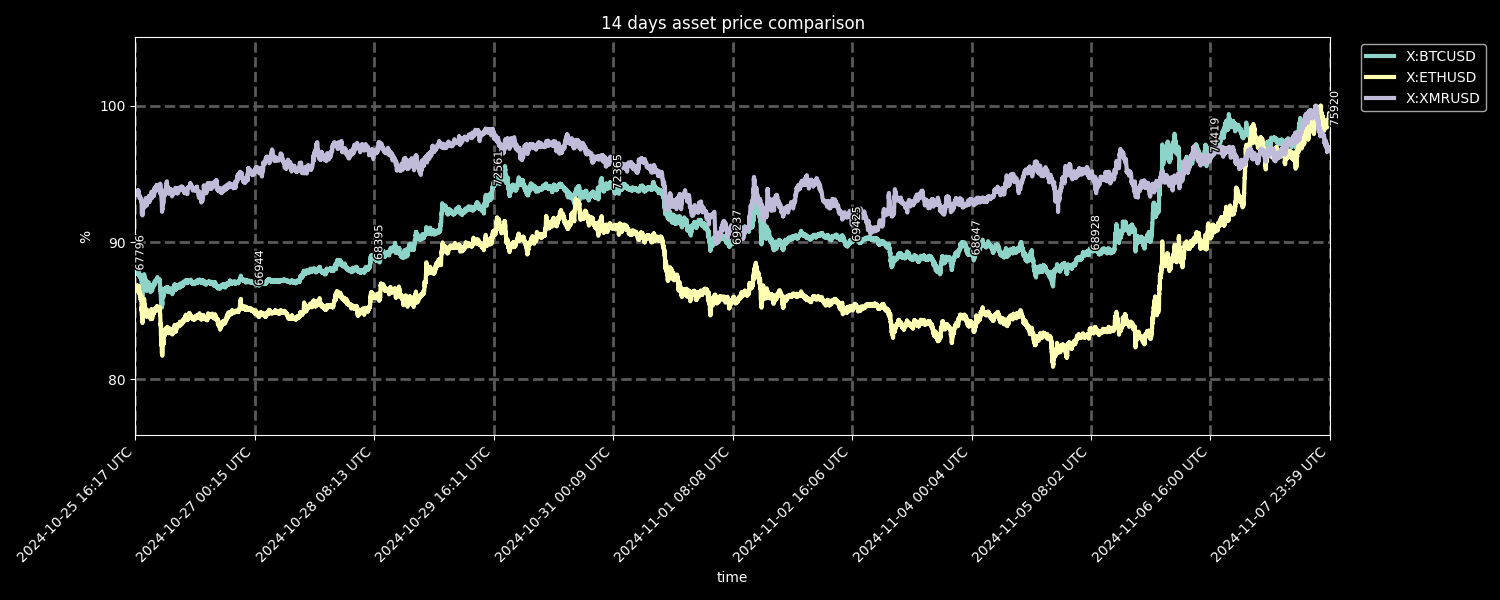 14 days asset price comparison
X:BTCUSD
X:ETHUSD
X:XMRUSD
%
100
90
80
67796
66944
68395
72561
72365
69237
69425
68647
68928
74419
75920
2024-10-25 16:17 UTC
2024-10-27 00:15 UTC
2024-10-28 08:13 UTC
2024-10-29 16:11 UTC
2024-10-31 00:09 UTC
2024-11-01 08:08 UTC
2024-11-02 16:06 UTC
2024-11-04 00:04 UTC
2024-11-05 08:02 UTC
2024-11-06 16:00 UTC
2024-11-07 23:59 UTC
time